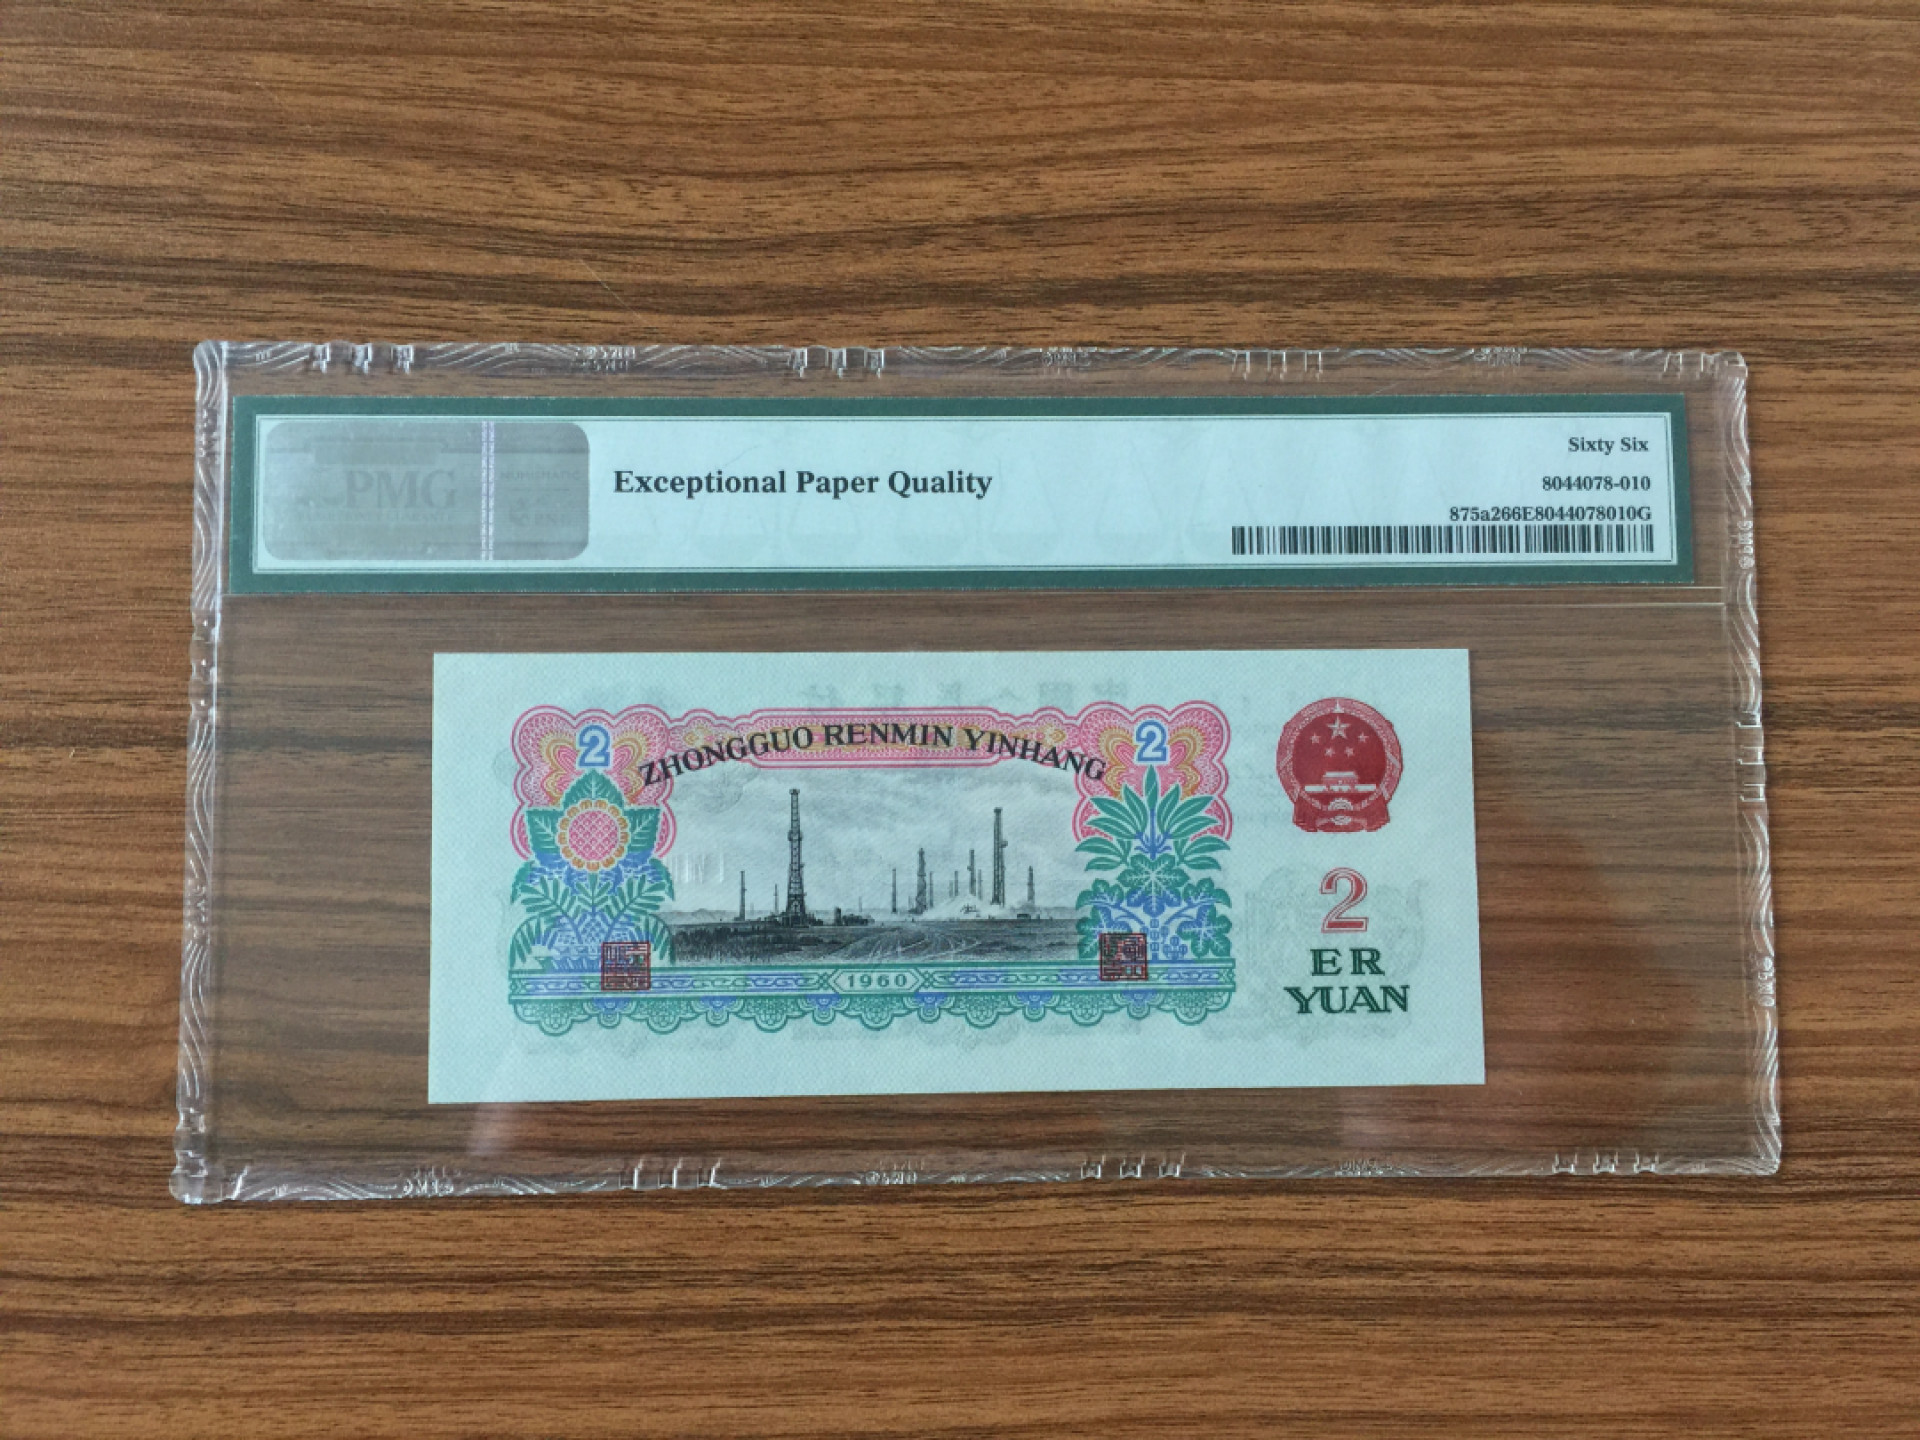 PMG
Exceptional Paper Quality
Sixty Six
8044078-010
875a266E8044078010G
2
ZHONGGUO RENMIN YINHANG
2
2
ER
YUAN
1960